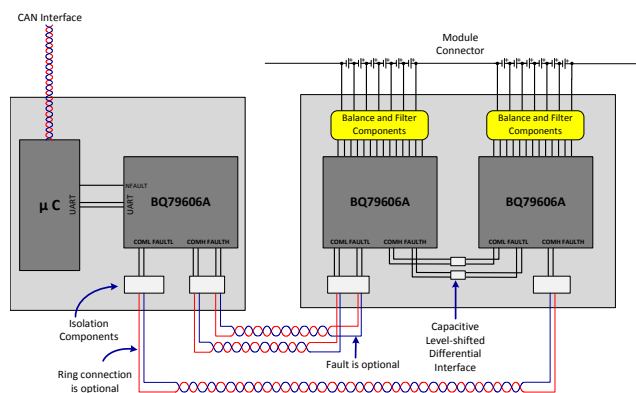 CAN Interface
Module
Connector
Balance and Filter
Components
Balance and Filter
Components
µ C
UART
NFAULT
UART
BQ79606A
COML FAULTL COMH FAULTH
BQ79606A
COML FAULTL COMH FAULTH
BQ79606A
COML FAULTL COMH FAULTH
Isolation
Components
Ring connection
is optional
Fault is optional
Capacitive
Level-shifted
Differential
Interface